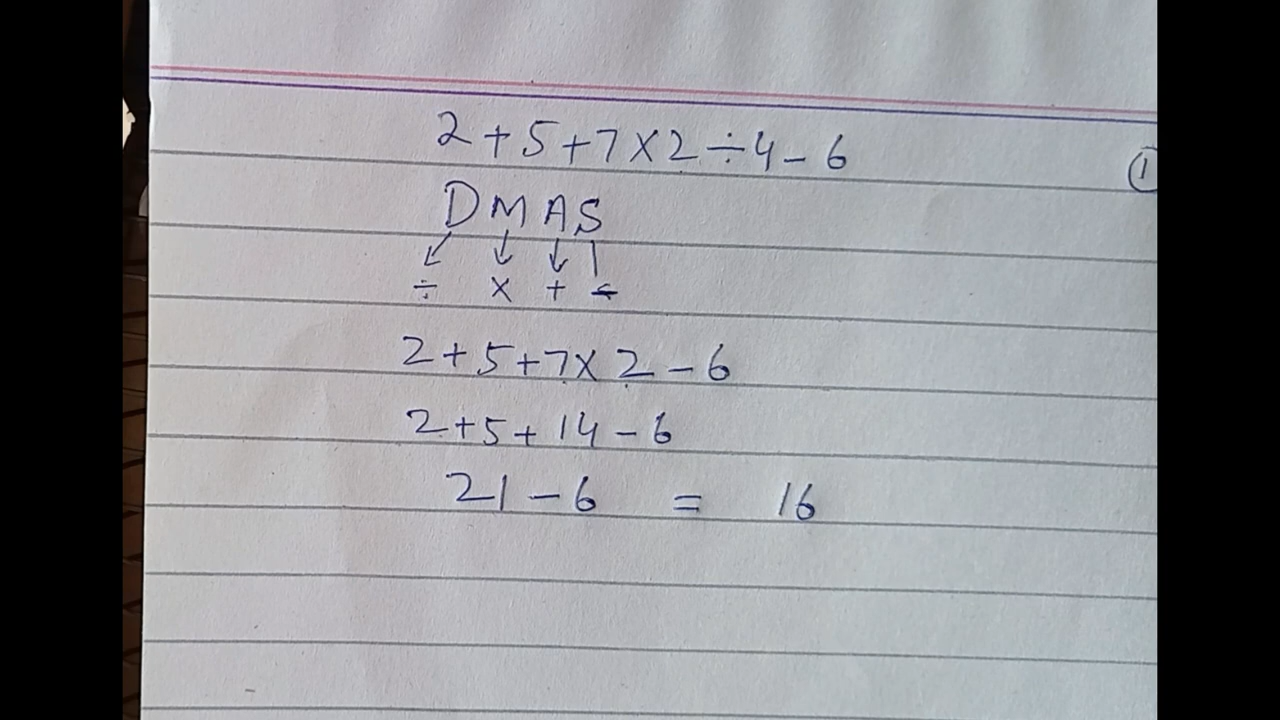 2+5+7×2÷4-6
①
DMAS
↙ ↓ ↓ |
÷ × + -
2+5+7×2-6
2+5+14-6
21-6 = 16